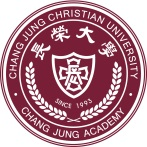 CHANG JUNG CHRISTIAN UNIVERSITY
長榮大學
SINCE 1993
CHANG JUNG ACADEMY